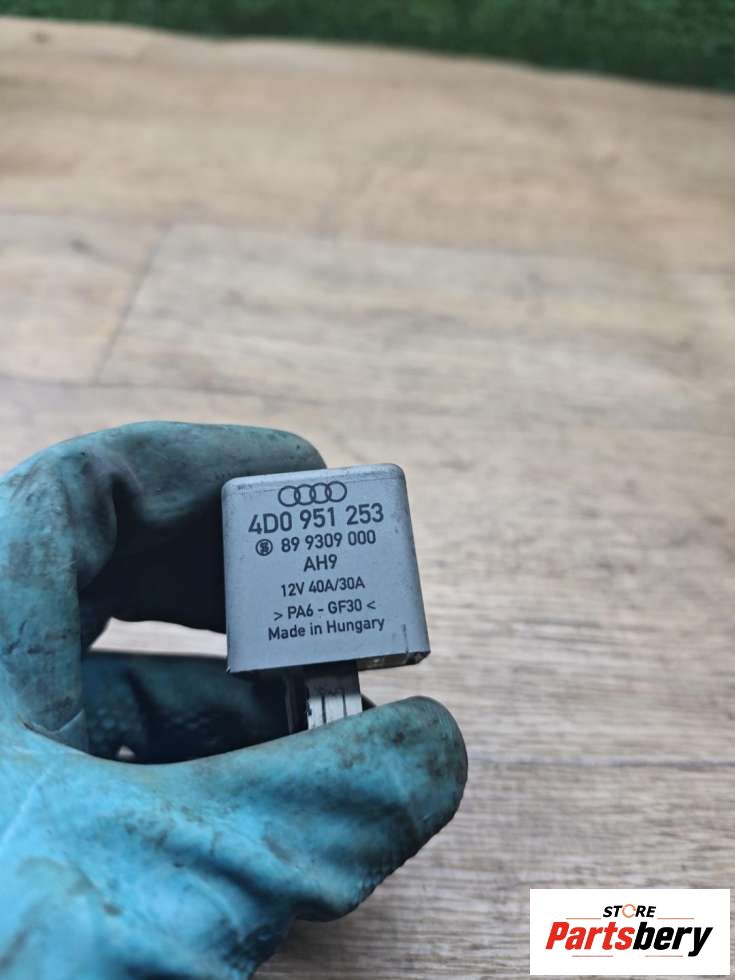 4D0 951 253
89 9309 000
AH9
12V 40A/30A
> PA6 - GF30 <
Made in Hungary
STORE
Partsbery